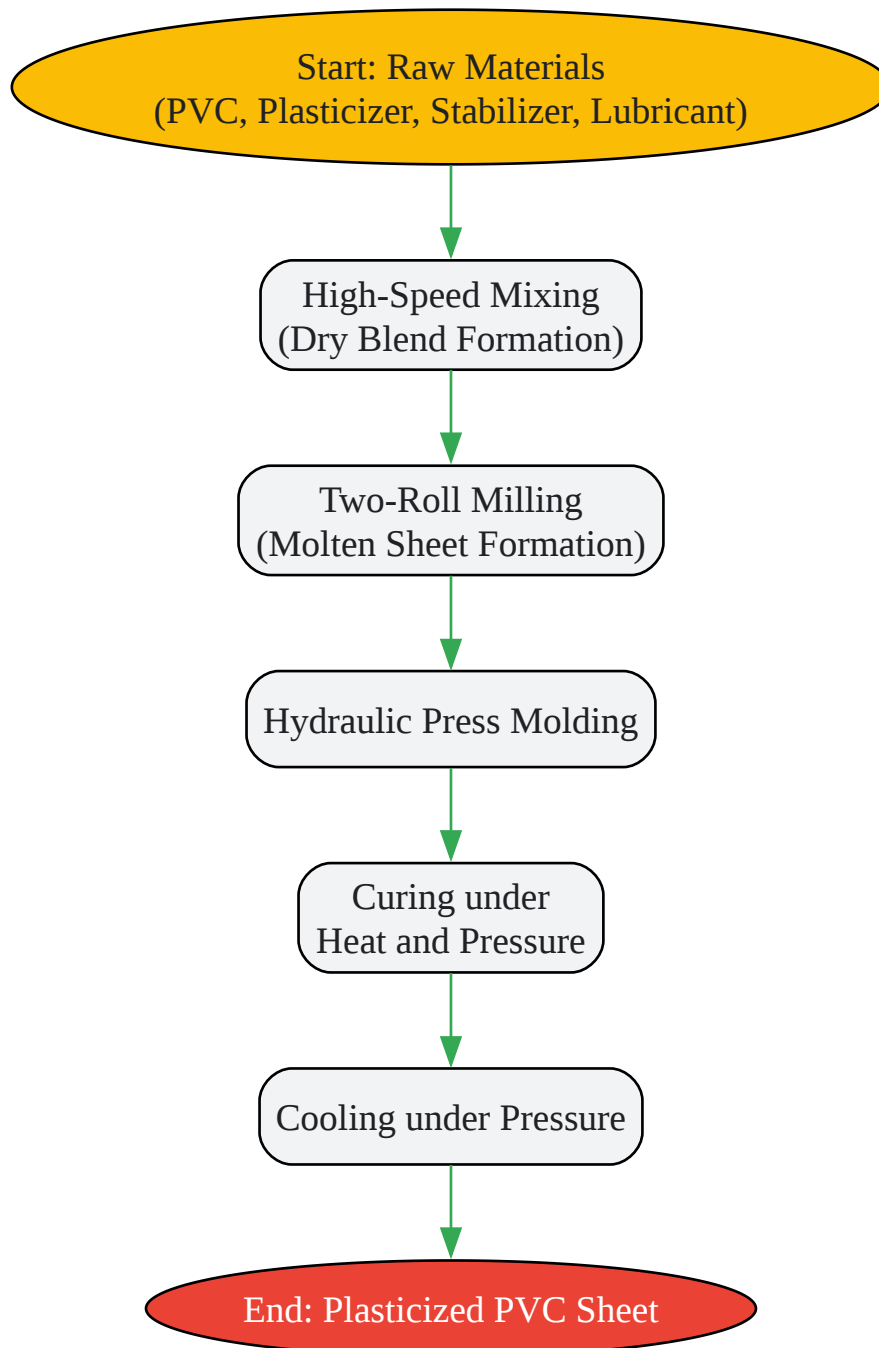 Start: Raw Materials
(PVC, Plasticizer, Stabilizer, Lubricant)
High-Speed Mixing
(Dry Blend Formation)
Two-Roll Milling
(Molten Sheet Formation)
Hydraulic Press Molding
Curing under
Heat and Pressure
Cooling under Pressure
End: Plasticized PVC Sheet